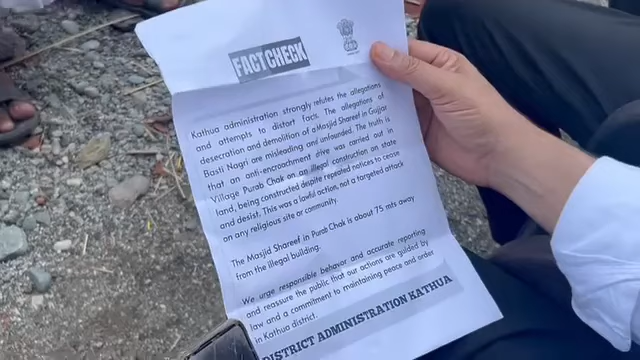 FACT CHECK
Kathua administration strongly refutes the allegations
and attempts to distort facs. The allegations of
desecration and demolition of a Masjid Shareef in Gujjar
Basti Nagri are misleading and unfounded. The truth is
that an anti-encroachment drive was carried out in
Village Purab Chak on an illegal construction on state
land, being constructed despite repeated notices to cease
and desist. This was a lawful action, not a targeted attack
on any religious site or community.
The Masjid Shareef in Purab Chak is about 75 mts away
from the illegal building.
We urge responsible behavior and accurate reporting
and reassure the public that our actions are guided by
law and a commitment to maintaining peace and order
in Kathua district.
DISTRICT ADMINISTRATION KATHUA